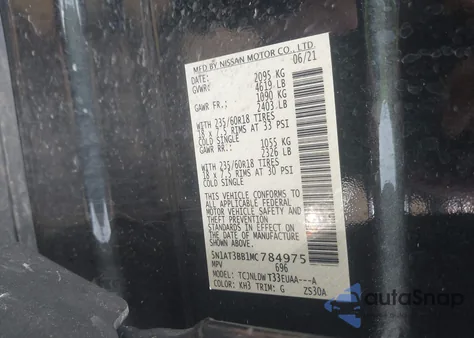 MFD BY NISSAN MOTOR CO., LTD.
DATE: 06/21
GVWR: 2095 KG
4619 LB
GAWR FR.: 1090 KG
2403 LB
WITH 235/60R18 TIRES
18 x 7.5 RIMS AT 33 PSI
COLD SINGLE
GAWR RR.: 1055 KG
2326 LB
WITH 235/60R18 TIRES
18 x 7.5 RIMS AT 30 PSI
COLD SINGLE
THIS VEHICLE CONFORMS TO
ALL APPLICABLE FEDERAL
MOTOR VEHICLE SAFETY AND
THEFT PREVENTION
STANDARDS IN EFFECT ON
THE DATE OF MANUFACTURE
SHOWN ABOVE.
5N1AT3BB1MC784975
MPV 696
MODEL: TCJNLDWT33EUAA---A
COLOR: KH3 TRIM: G ZS30A
autoSnap